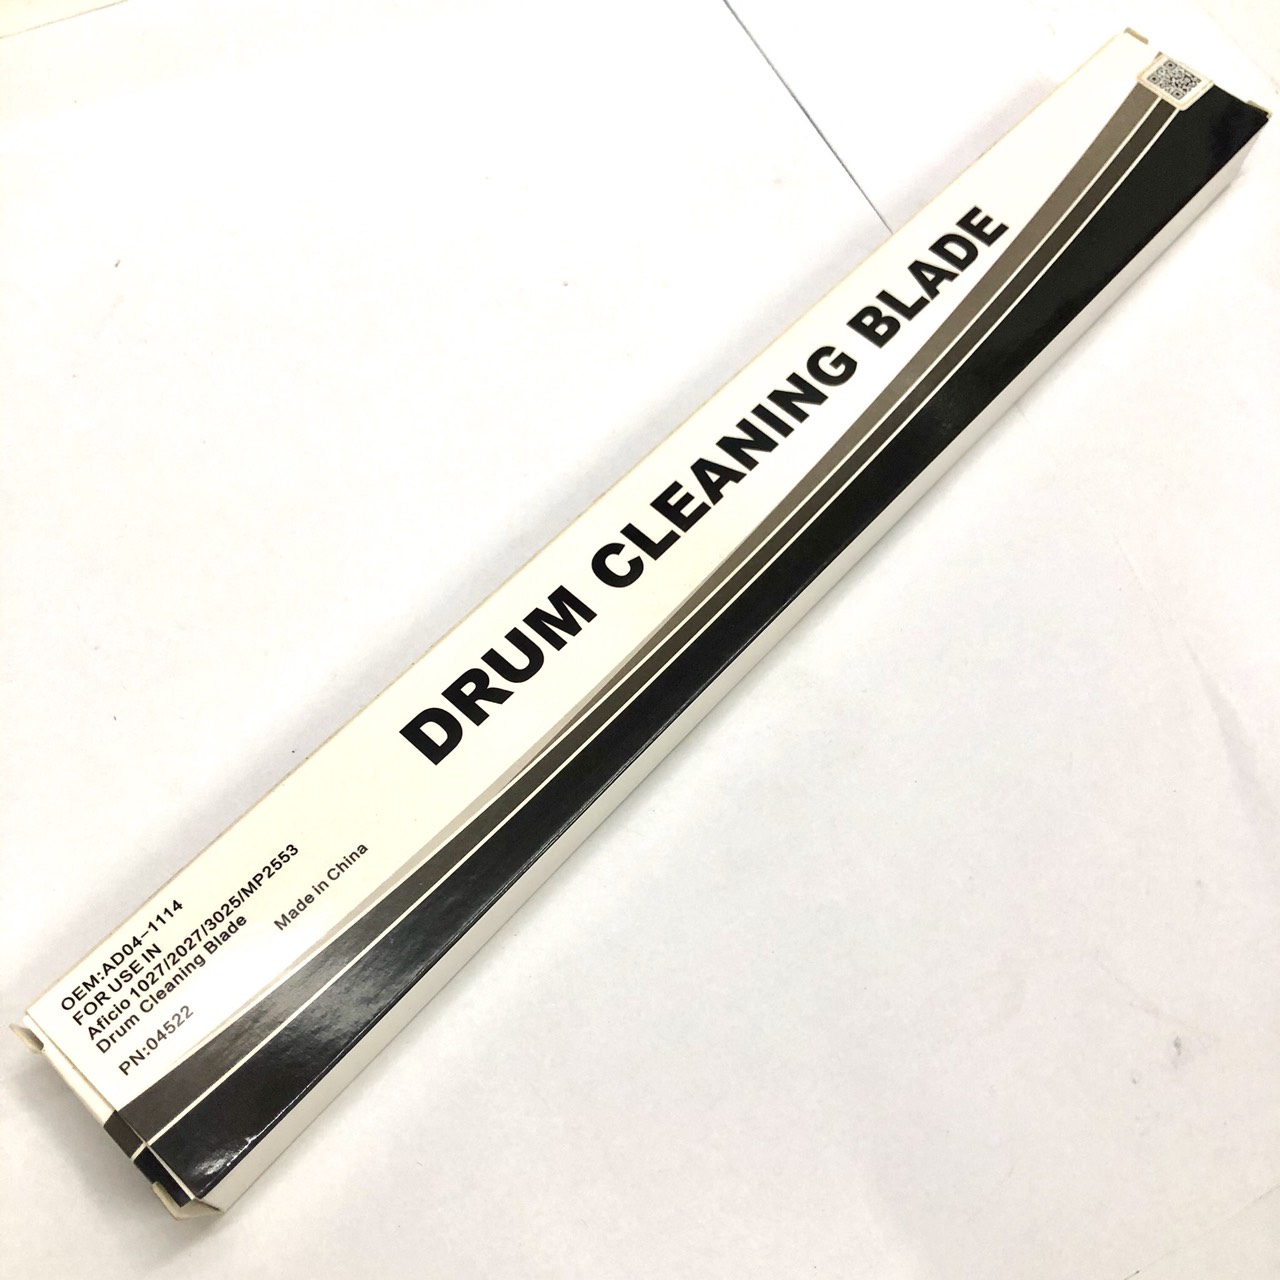 DRUM CLEANING BLADE
OEM:AD04-1114
FOR USE IN
Aficio 1027/2027/3025/MP2553
Drum Cleaning Blade
Made in China
PN:04522